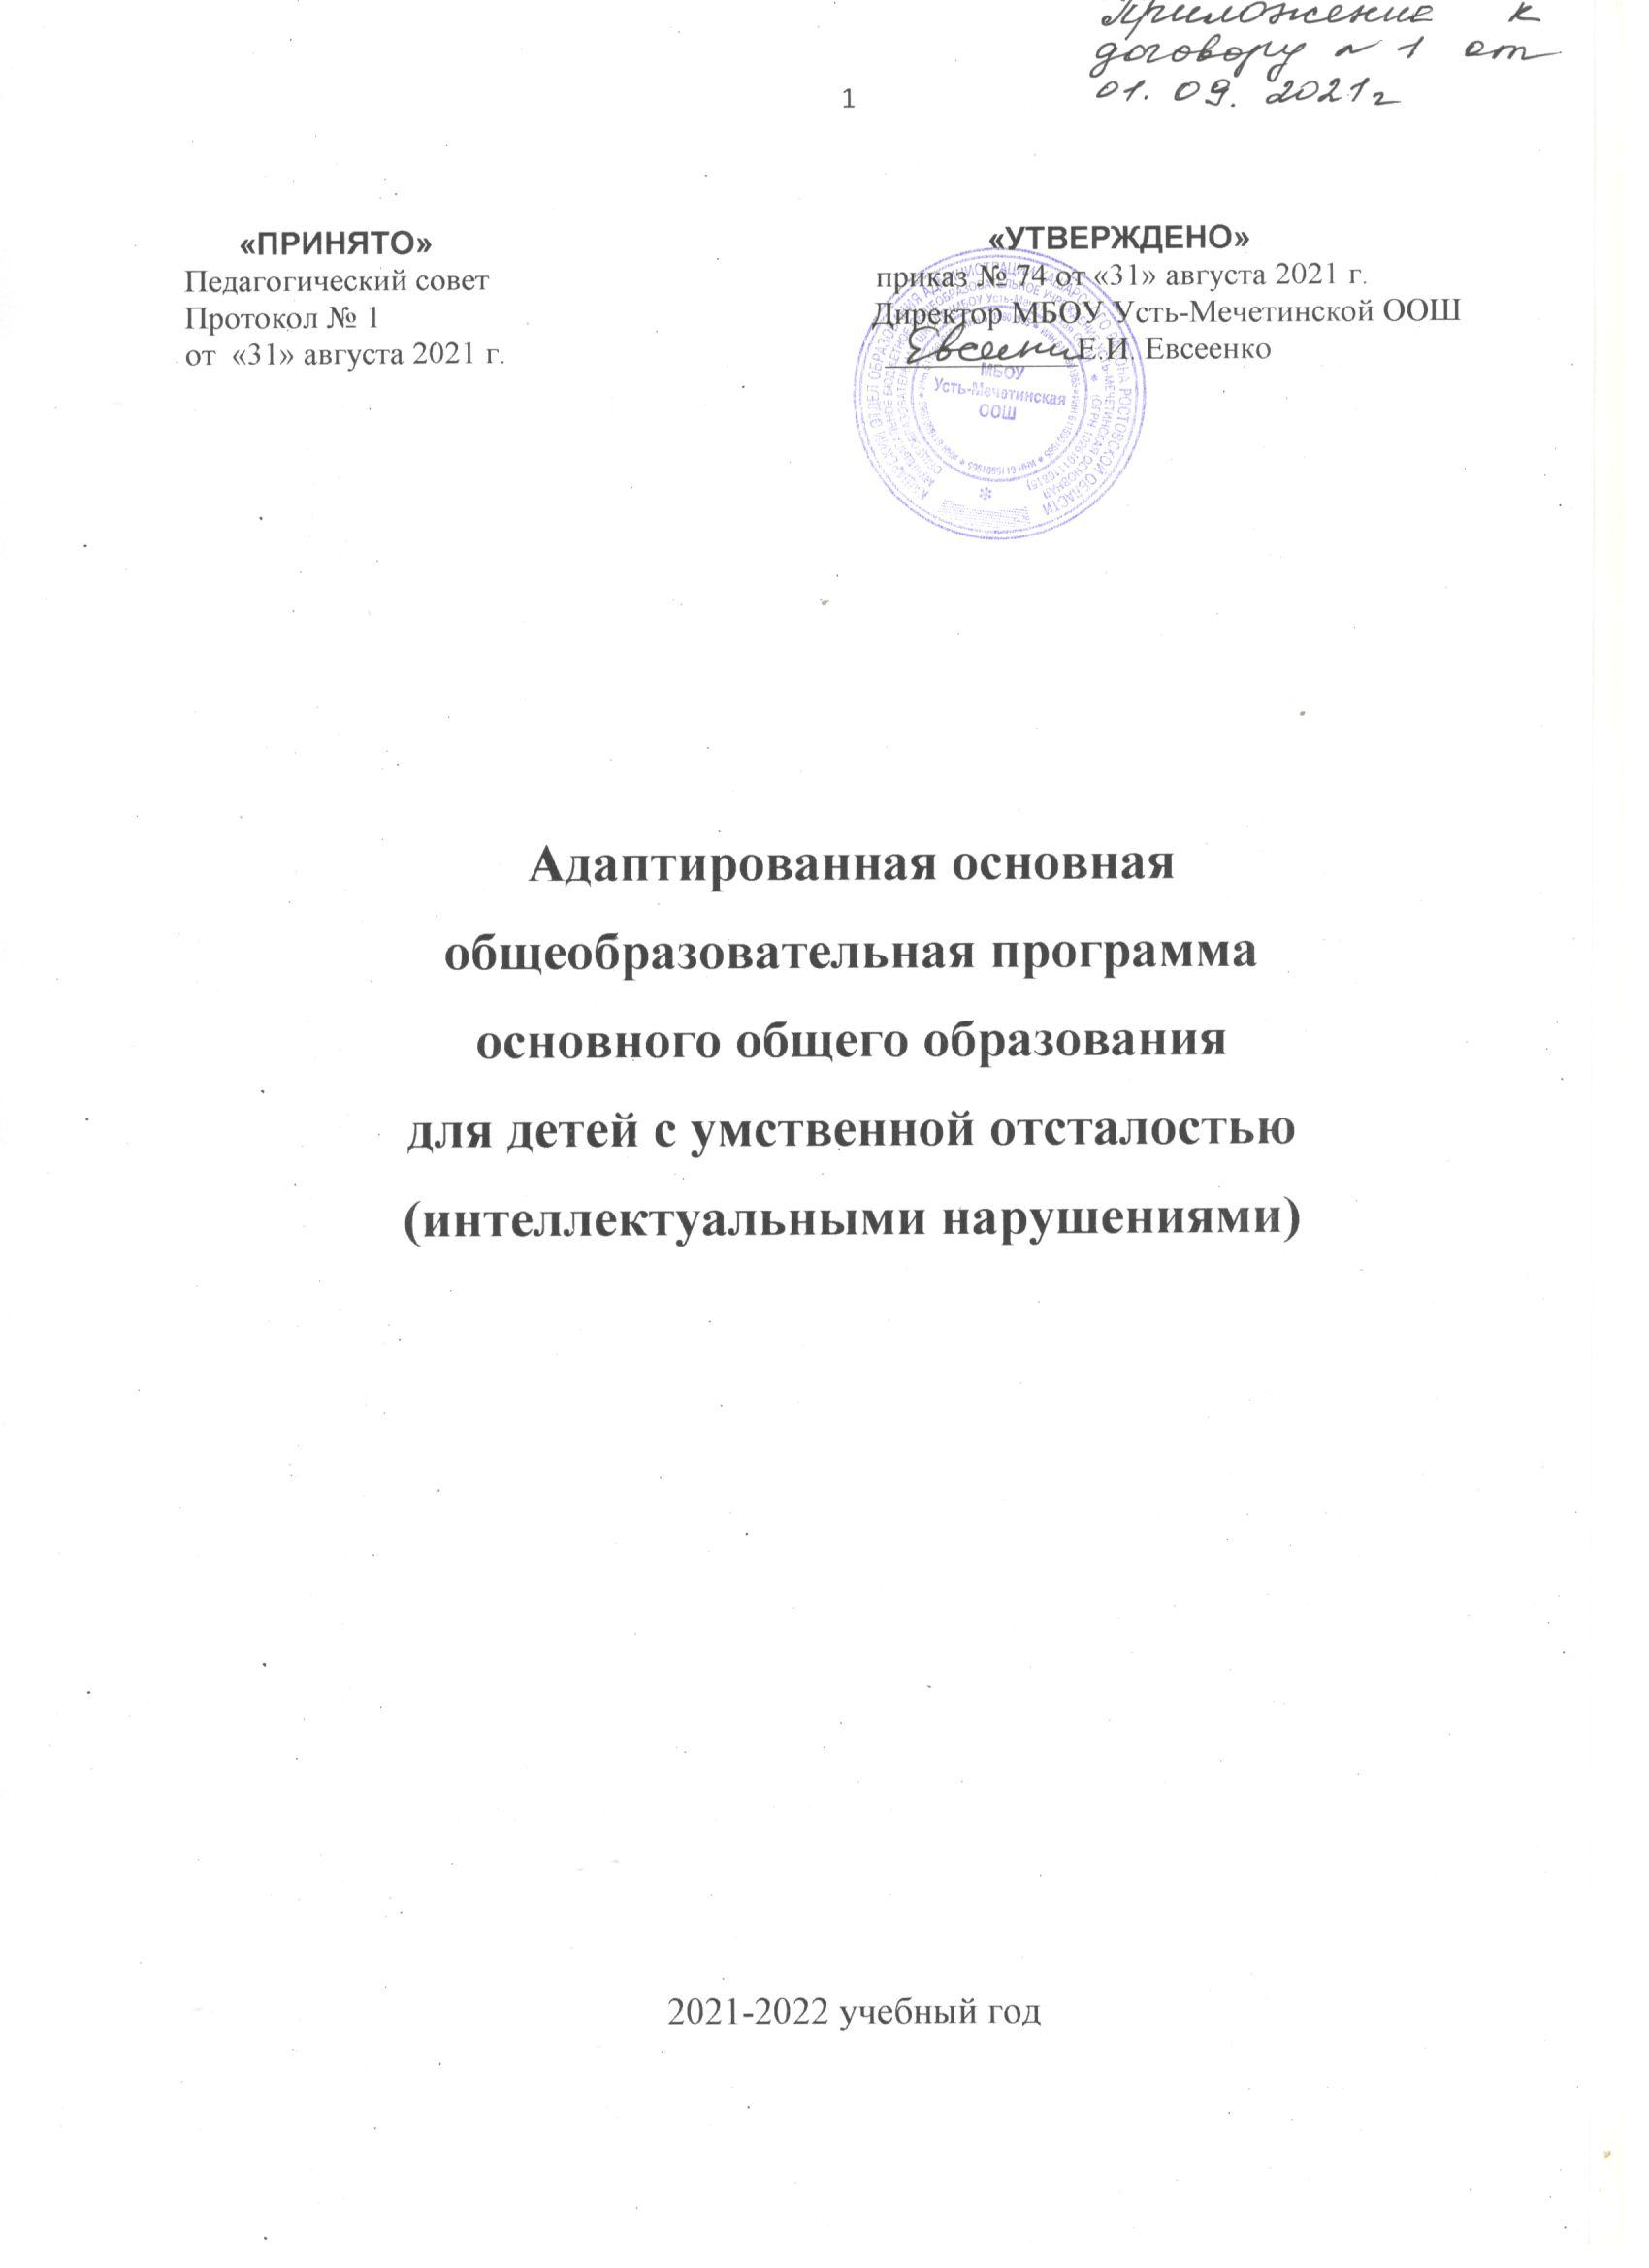 Приложение к
договору № 1 от
01.09.2021г
1
«ПРИНЯТО»
Педагогический совет
Протокол № 1
от «31» августа 2021 г.
«УТВЕРЖДЕНО»
приказ № 74 от «31» августа 2021 г.
Директор МБОУ Усть-Мечетинской ООШ
Е.И. Евсеенко
МБОУ
Усть-Мечетинская
ООШ
Адаптированная основная
общеобразовательная программа
основного общего образования
для детей с умственной отсталостью
(интеллектуальными нарушениями)
2021-2022 учебный год